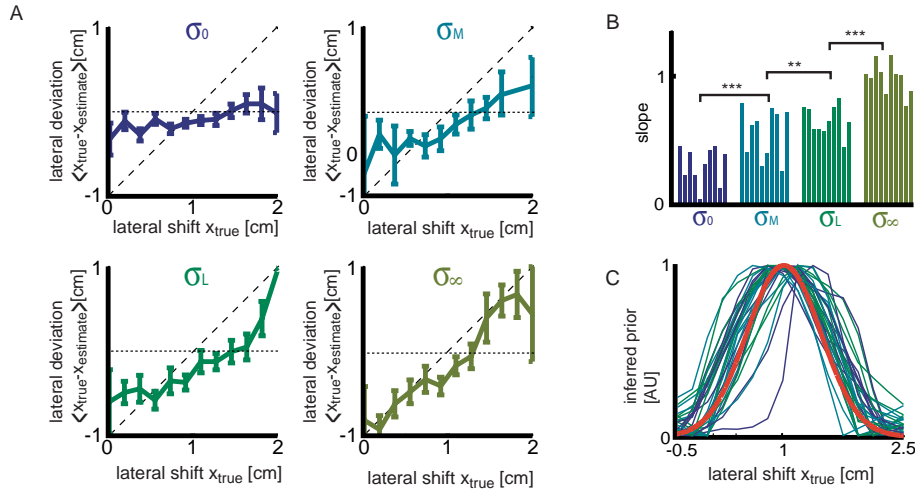 A
σ0
1
-1
0
1
2
lateral deviation
<xtrue-xestimate>[cm]
lateral shift xtrue [cm]
σM
1
0
-1
0
1
2
lateral deviation
<xtrue-xestimate>[cm]
lateral shift xtrue [cm]
σL
1
-1
0
1
2
lateral deviation
<xtrue-xestimate>[cm]
lateral shift xtrue [cm]
σ∞
1
-1
0
1
2
lateral deviation
<xtrue-xestimate>[cm]
lateral shift xtrue [cm]
B
***
**
***
1
0
slope
σ0
σM
σL
σ∞
C
1
0
inferred prior
[AU]
-0.5
1
2.5
lateral shift xtrue [cm]